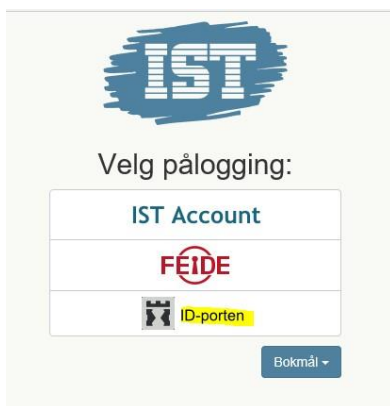 IST
Velg pålogging:
IST Account
FEIDE
ID-porten
Bokmål